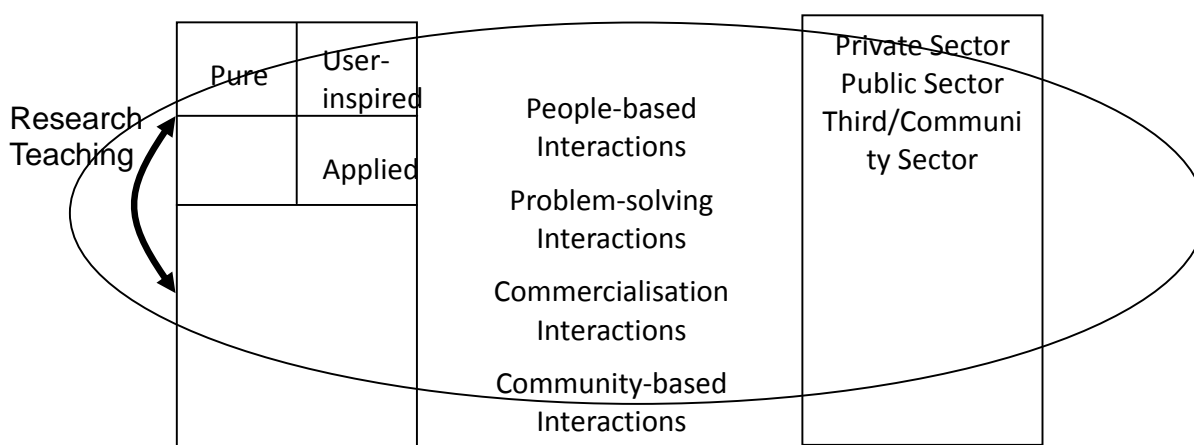 Research
Teaching
Pure
User-
inspired
Applied
People-based
Interactions
Problem-solving
Interactions
Commercialisation
Interactions
Community-based
Interactions
Private Sector
Public Sector
Third/Communi
ty Sector